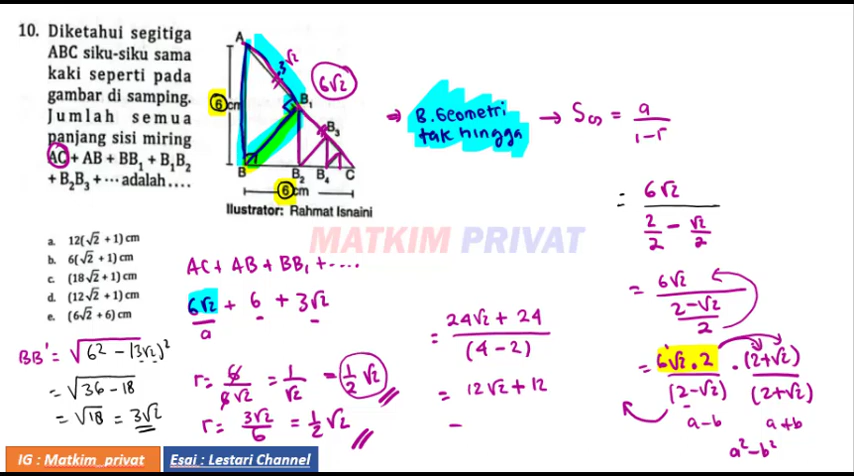 10. Diketahui segitiga
ABC siku-siku sama
kaki seperti pada
gambar di samping.
Jumlah semua
panjang sisi miring
AC + AB + BB₁ + B₁B₂
+ B₂B₃ + ⋯ adalah . . . .
a. 12(√2 + 1) cm
b. 6(√2 + 1) cm
c. (18√2 + 1) cm
d. (12√2 + 1) cm
e. (6√2 + 6) cm
A
3√2
6√2
6 cm
B₁
B₃
B
B₂
B₄
C
6 cm
Ilustrator: Rahmat Isnaini
MATKIM PRIVAT
⇒ B. Geometri
tak hingga
→ S∞ = a / 1-r
= 6√2 / (2/2 - √2/2)
= 6√2 / ((2-√2)/2)
= 6√2 . 2 / (2-√2) . (2+√2) / (2+√2)
a-b a+b
a² - b²
AC + AB + BB₁ + ....
6√2 + 6 + 3√2
a
r = 6 / 6√2 = 1/√2 = 1/2 √2
r = 3√2 / 6 = 1/2 √2
BB' = √6² - (3√2)²
= √36 - 18
= √18 = 3√2
= 24√2 + 24 / (4 - 2)
= 12√2 + 12
=
IG : Matkim_privat
Esai : Lestari Channel